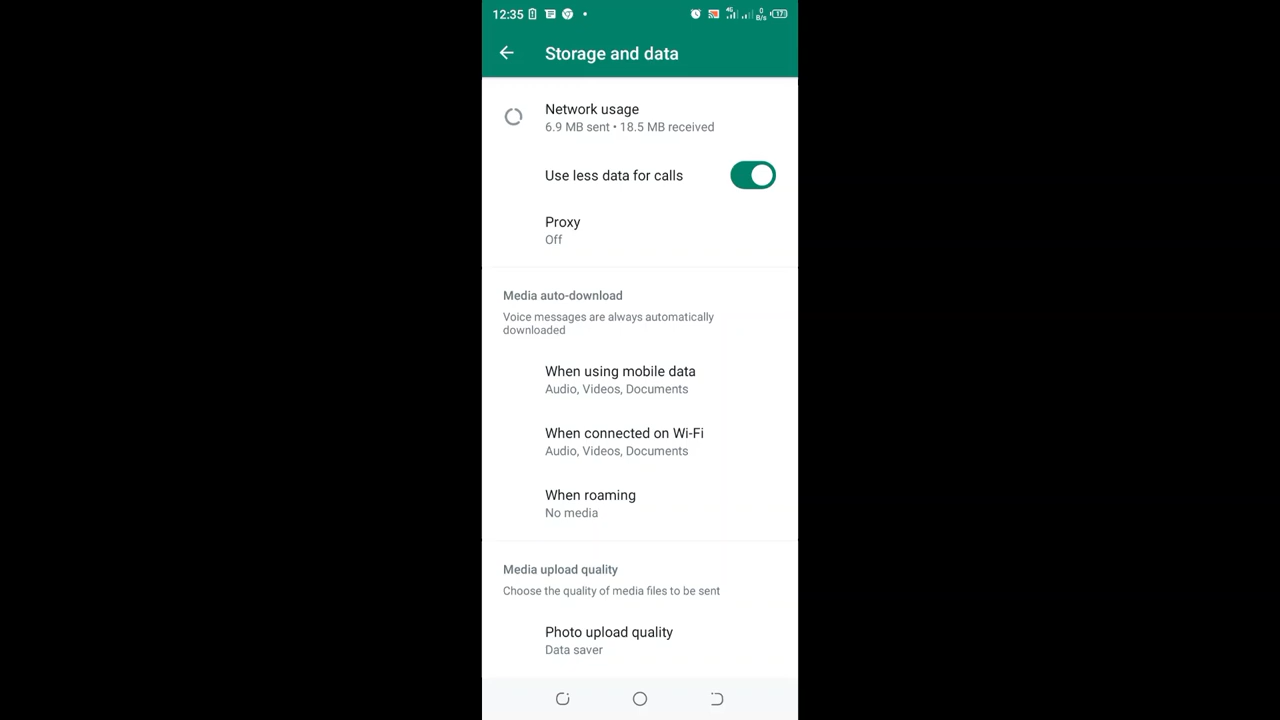 12:35
4G 0 B/s 17
Storage and data
Network usage
6.9 MB sent • 18.5 MB received
Use less data for calls
Proxy
Off
Media auto-download
Voice messages are always automatically
downloaded
When using mobile data
Audio, Videos, Documents
When connected on Wi-Fi
Audio, Videos, Documents
When roaming
No media
Media upload quality
Choose the quality of media files to be sent
Photo upload quality
Data saver